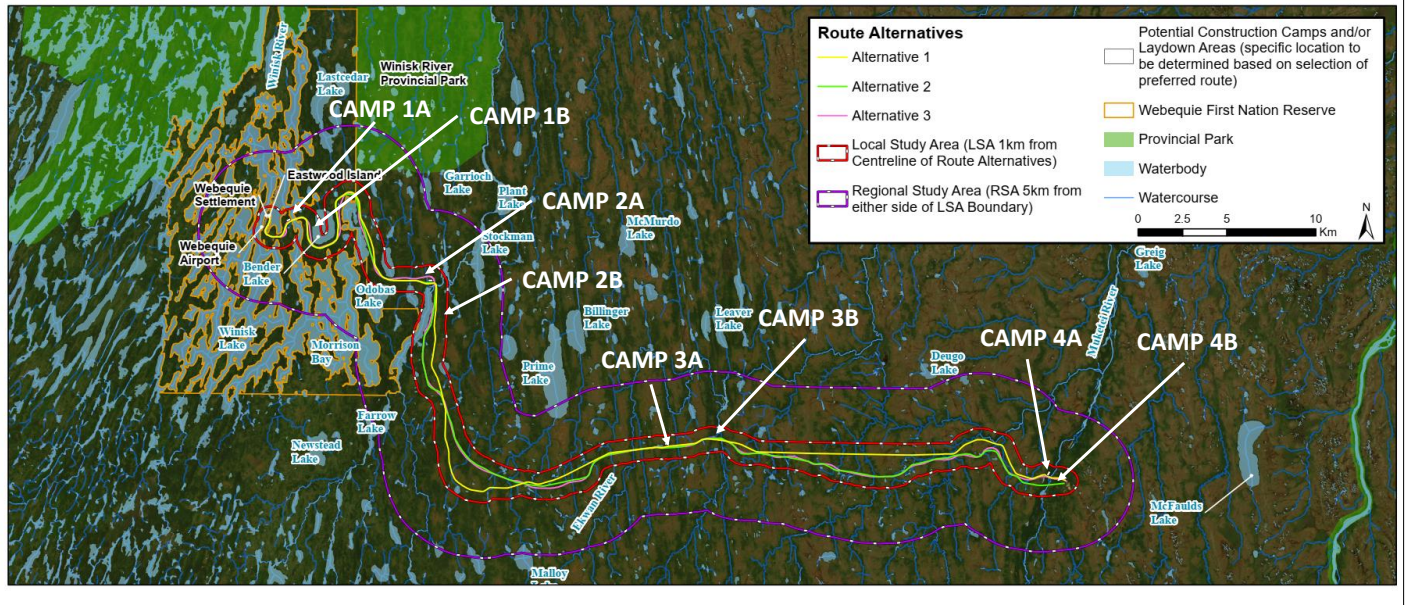 Route Alternatives
Alternative 1
Alternative 2
Alternative 3
Local Study Area (LSA 1km from
Centreline of Route Alternatives)
Regional Study Area (RSA 5km from
either side of LSA Boundary)
Potential Construction Camps and/or
Laydown Areas (specific location to
be determined based on selection of
preferred route)
Webequie First Nation Reserve
Provincial Park
Waterbody
Watercourse
0 2.5 5 10
Km
N
Winisk River
Lastcedar
Lake
Winisk River
Provincial Park
CAMP 1A
CAMP 1B
Eastwood Island
Webequie
Settlement
Webequie
Airport
Bender
Lake
Garrioch
Lake
Plant
Lake
CAMP 2A
Stockman
Lake
McMurdo
Lake
CAMP 2B
Odobas
Lake
Winisk
Lake
Morrison
Bay
Billinger
Lake
Leaver
Lake
CAMP 3B
CAMP 3A
Prime
Lake
Greig
Lake
Muketei River
CAMP 4A
CAMP 4B
Deugo
Lake
Farrow
Lake
Newstead
Lake
Ekwan River
McFaulds
Lake
Malloy